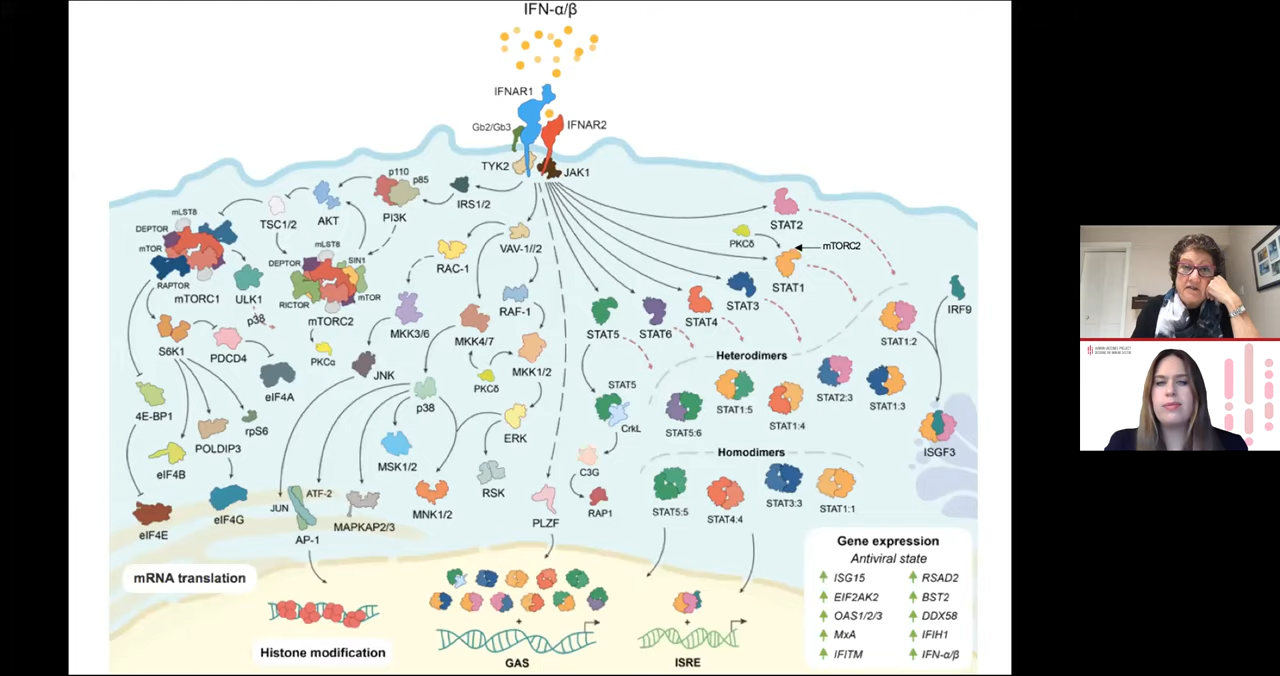 IFN-α/β
IFNAR1
IFNAR2
Gb2/Gb3
TYK2
JAK1
p110
p85
PI3K
IRS1/2
AKT
TSC1/2
mLST8
DEPTOR
mTOR
RAPTOR
mTORC1
ULK1
mLST8
DEPTOR
SIN1
RICTOR
mTOR
mTORC2
PKCα
p38
S6K1
PDCD4
eIF4A
4E-BP1
rpS6
POLDIP3
eIF4B
eIF4G
eIF4E
VAV-1//2
RAC-1
RAF-1
MKK3/6
MKK4/7
MKK1/2
PKCδ
JNK
p38
ERK
MSK1/2
RSK
MNK1/2
MAPKAP2/3
ATF-2
JUN
AP-1
PLZF
STAT2
PKCδ
mTORC2
STAT1
STAT3
STAT4
STAT6
STAT5
STAT5
CrkL
C3G
RAP1
IRF9
STAT1:2
ISGF3
Heterodimers
STAT5:6
STAT1:5
STAT1:4
STAT2:3
STAT1:3
Homodimers
STAT5:5
STAT4:4
STAT3:3
STAT1:1
mRNA translation
Histone modification
+
GAS
+
ISRE
Gene expression
Antiviral state
ISG15 RSAD2
EIF2AK2 BST2
OAS1/2/3 DDX58
MxA IFIH1
IFITM IFN-α/β
HUMAN VACCINES PROJECT